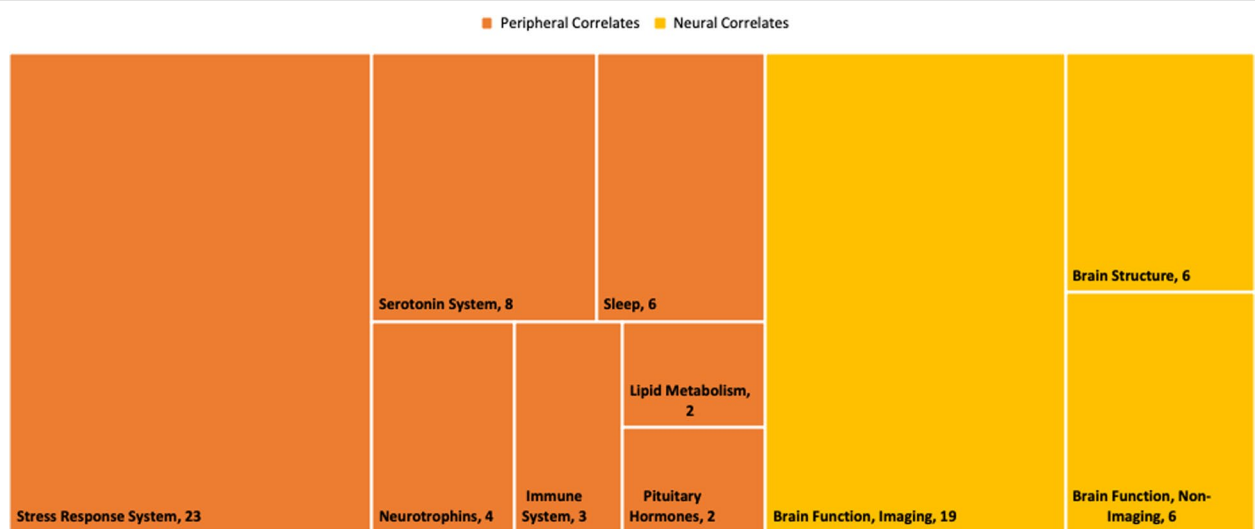 Peripheral Correlates Neural Correlates
Stress Response System, 23
Serotonin System, 8
Sleep, 6
Neurotrophins, 4
Immune
System, 3
Lipid Metabolism,
2
Pituitary
Hormones, 2
Brain Function, Imaging, 19
Brain Structure, 6
Brain Function, Non-
Imaging, 6